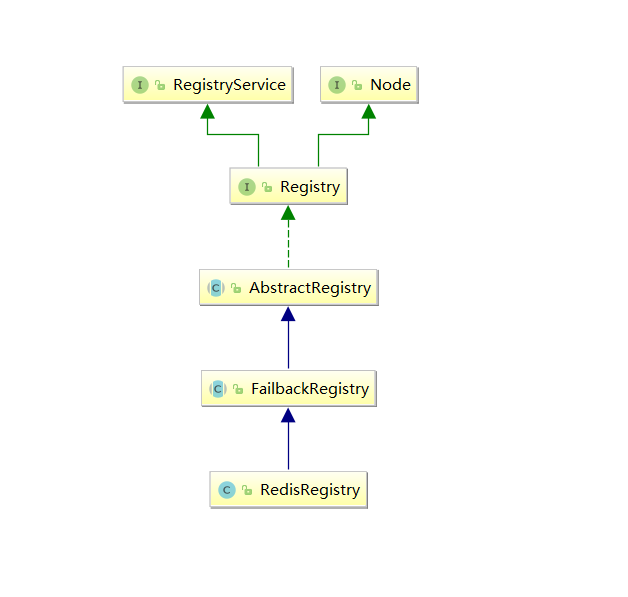 I RegistryService
I Node
I Registry
C AbstractRegistry
C FailbackRegistry
C RedisRegistry